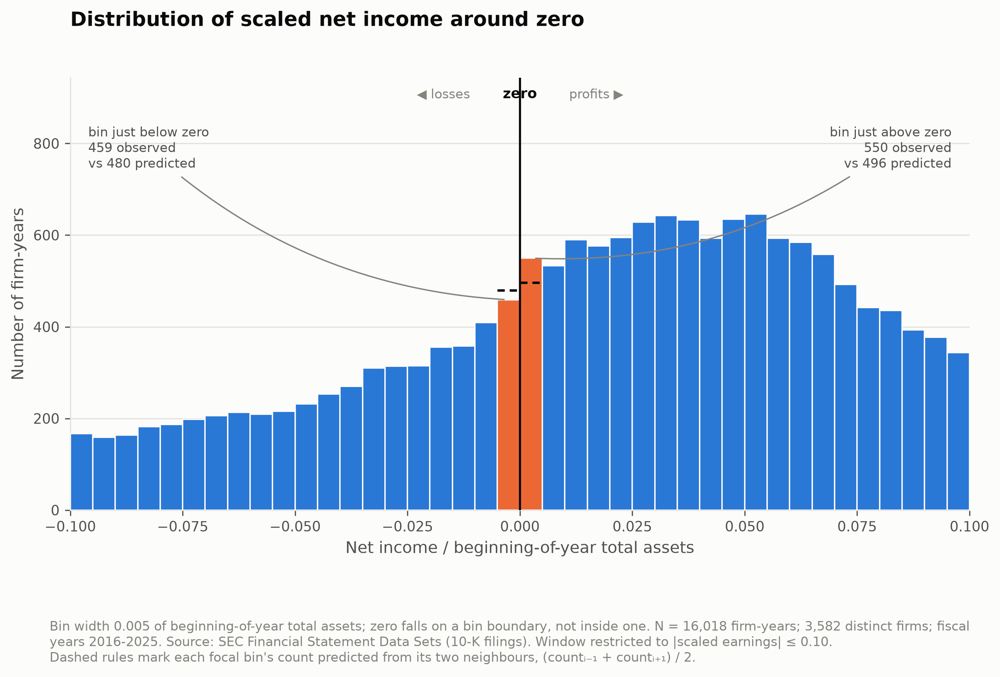 Distribution of scaled net income around zero
◀ losses
zero
profits ▶
bin just below zero
459 observed
vs 480 predicted
bin just above zero
550 observed
vs 496 predicted
Number of firm-years
800
600
400
200
0
−0.100
−0.075
−0.050
−0.025
0.000
0.025
0.050
0.075
0.100
Net income / beginning-of-year total assets
Bin width 0.005 of beginning-of-year total assets; zero falls on a bin boundary, not inside one. N = 16,018 firm-years; 3,582 distinct firms; fiscal
years 2016-2025. Source: SEC Financial Statement Data Sets (10-K filings). Window restricted to |scaled earnings| ≤ 0.10.
Dashed rules mark each focal bin's count predicted from its two neighbours, (countᵢ₋₁ + countᵢ₊₁) / 2.